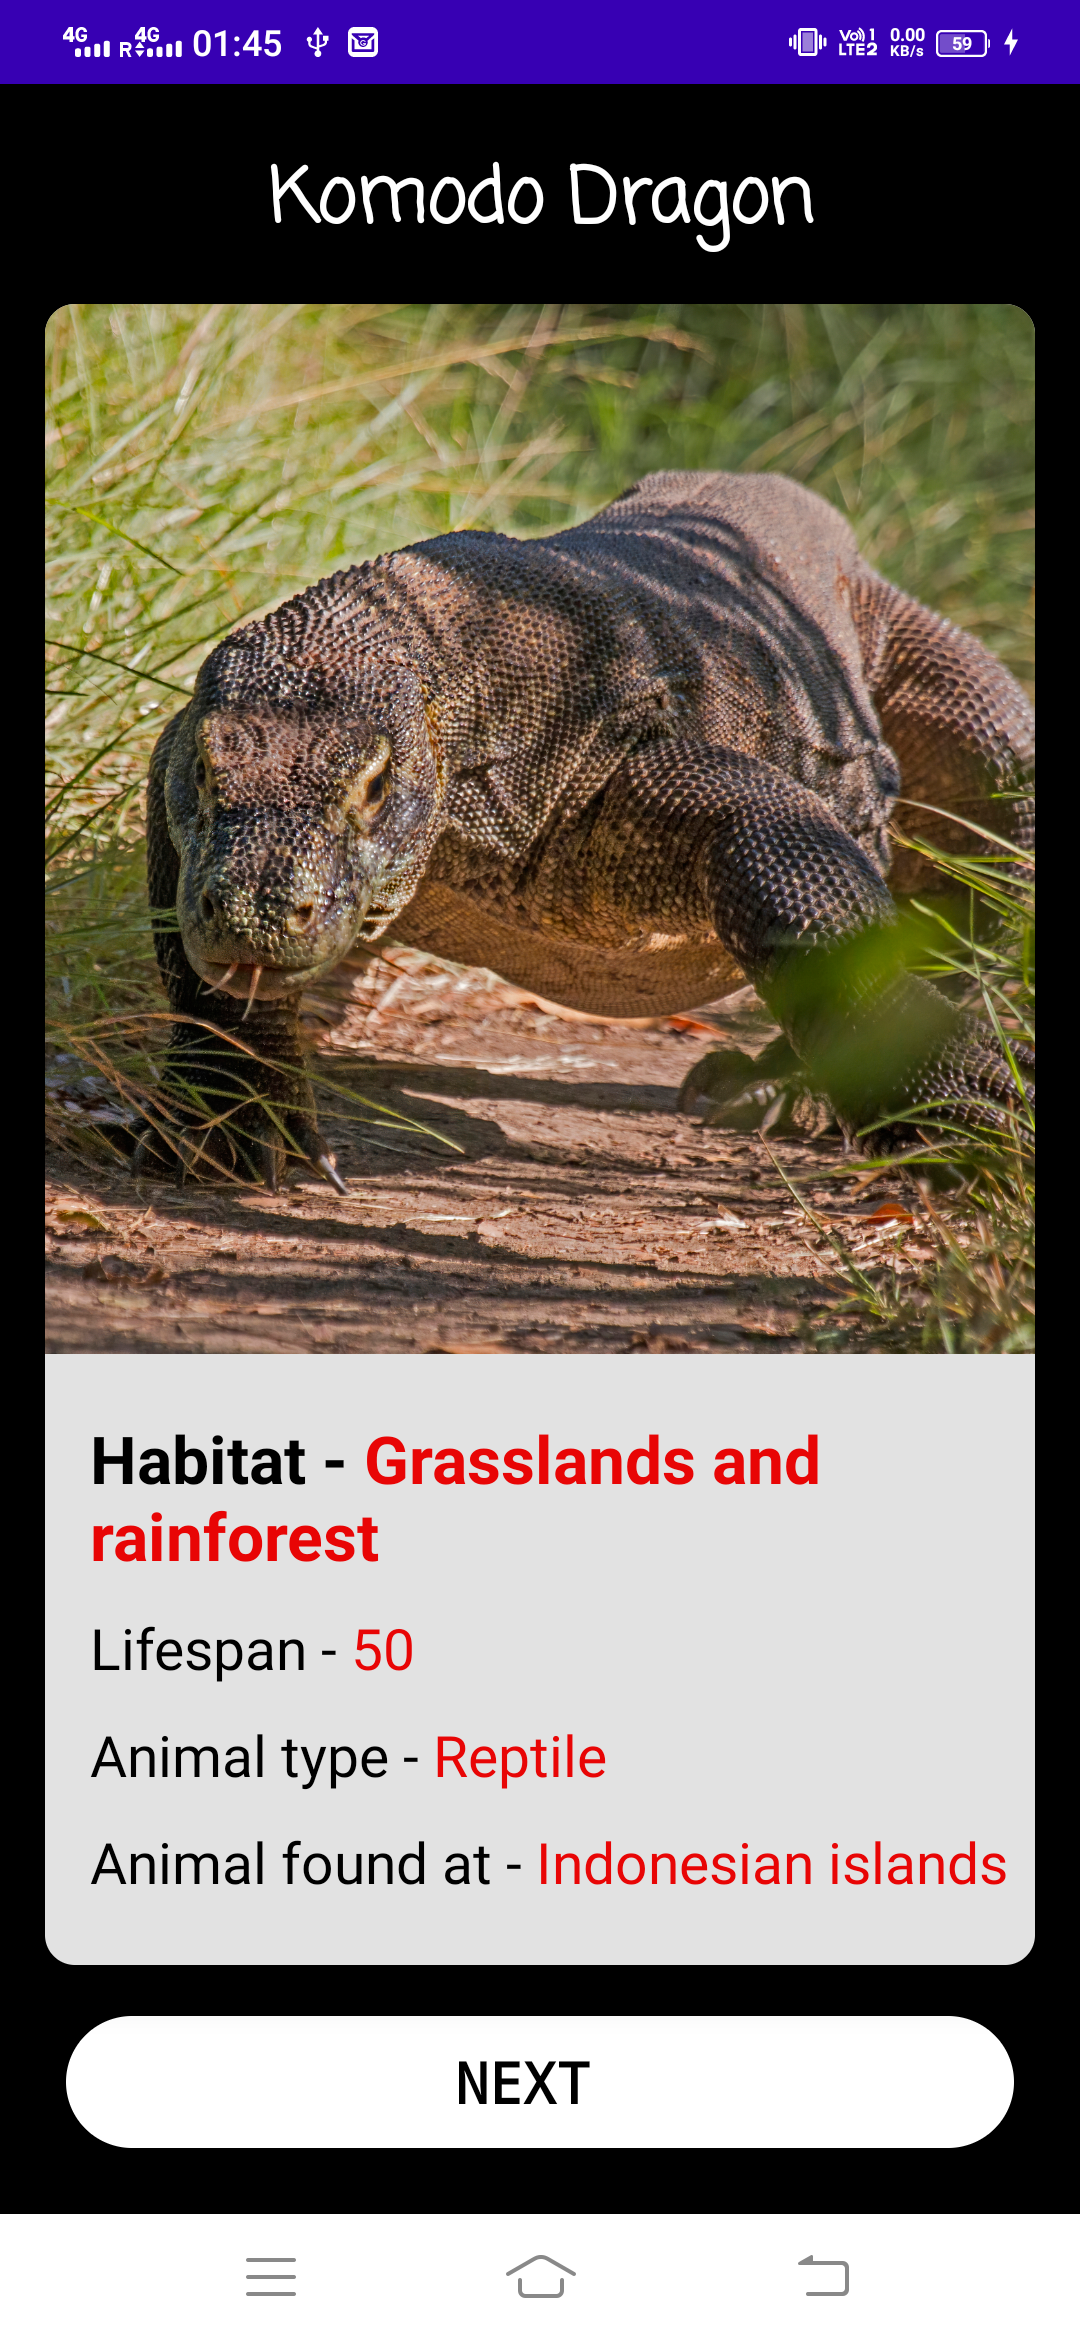 4G R 4G 01:45 Vo)) 1 LTE2 0.00 KB/s 59
Komodo Dragon
Habitat - Grasslands and
rainforest
Lifespan - 50
Animal type - Reptile
Animal found at - Indonesian islands
NEXT